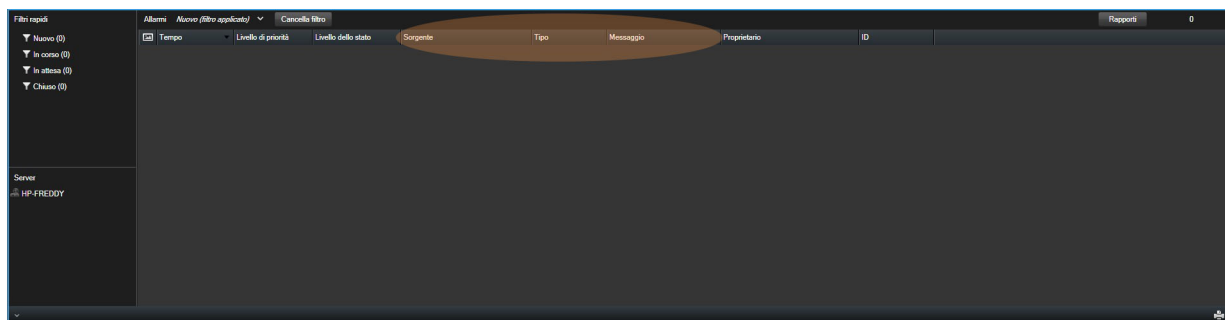 Filtri rapidi
Nuovo (0)
In corso (0)
In attesa (0)
Chiuso (0)
Server
HP-FREDDY
Allarmi Nuovo (filtro applicato) Cancella filtro Rapporti 0
Tempo Livello di priorità Livello dello stato Sorgente Tipo Messaggio Proprietario ID